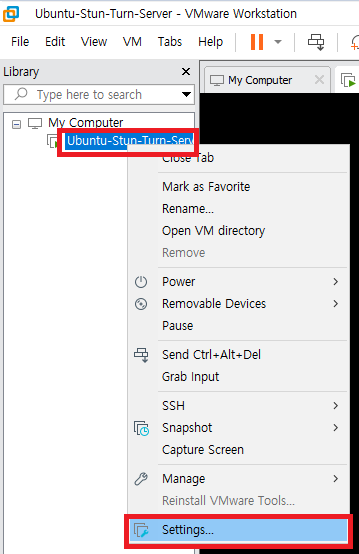 Ubuntu-Stun-Turn-Server - VMware Workstation
File Edit View VM Tabs Help
Library
Type here to search
My Computer
My Computer
Ubuntu-Stun-Turn-Serv
Close Tab
Mark as Favorite
Rename...
Open VM directory
Remove
Power
Removable Devices
Pause
Send Ctrl+Alt+Del
Grab Input
SSH
Snapshot
Capture Screen
Manage
Reinstall VMware Tools...
Settings...